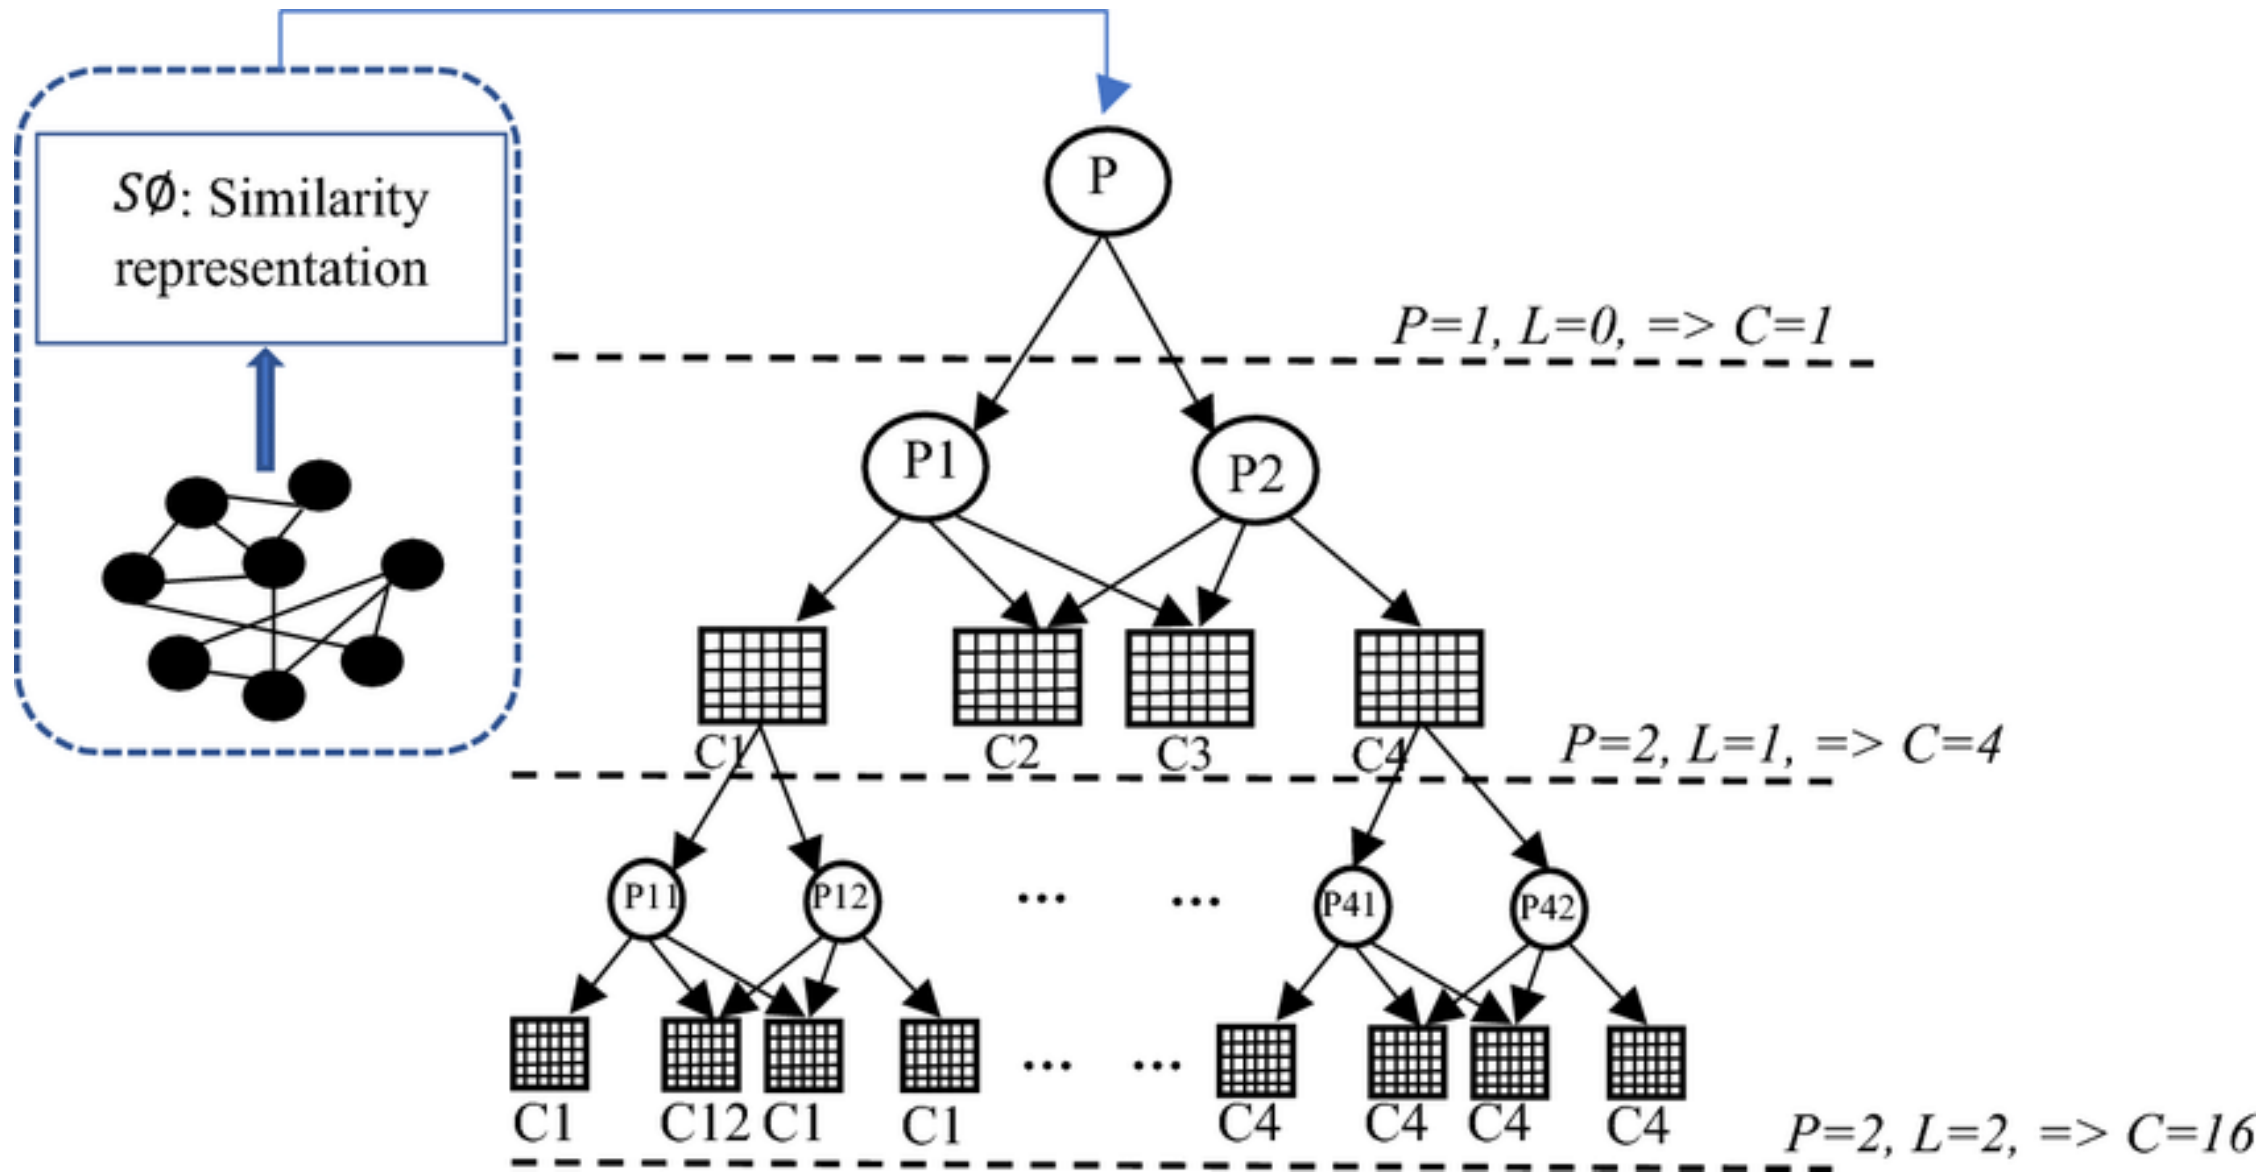 P
S∅: Similarity
representation
P=1, L=0, => C=1
P1
P2
C1
C2
C3
C4
P=2, L=1, => C=4
P11
P12
...
...
P41
P42
...
...
C1
C12
C1
C1
C4
C4
C4
C4
P=2, L=2, => C=16